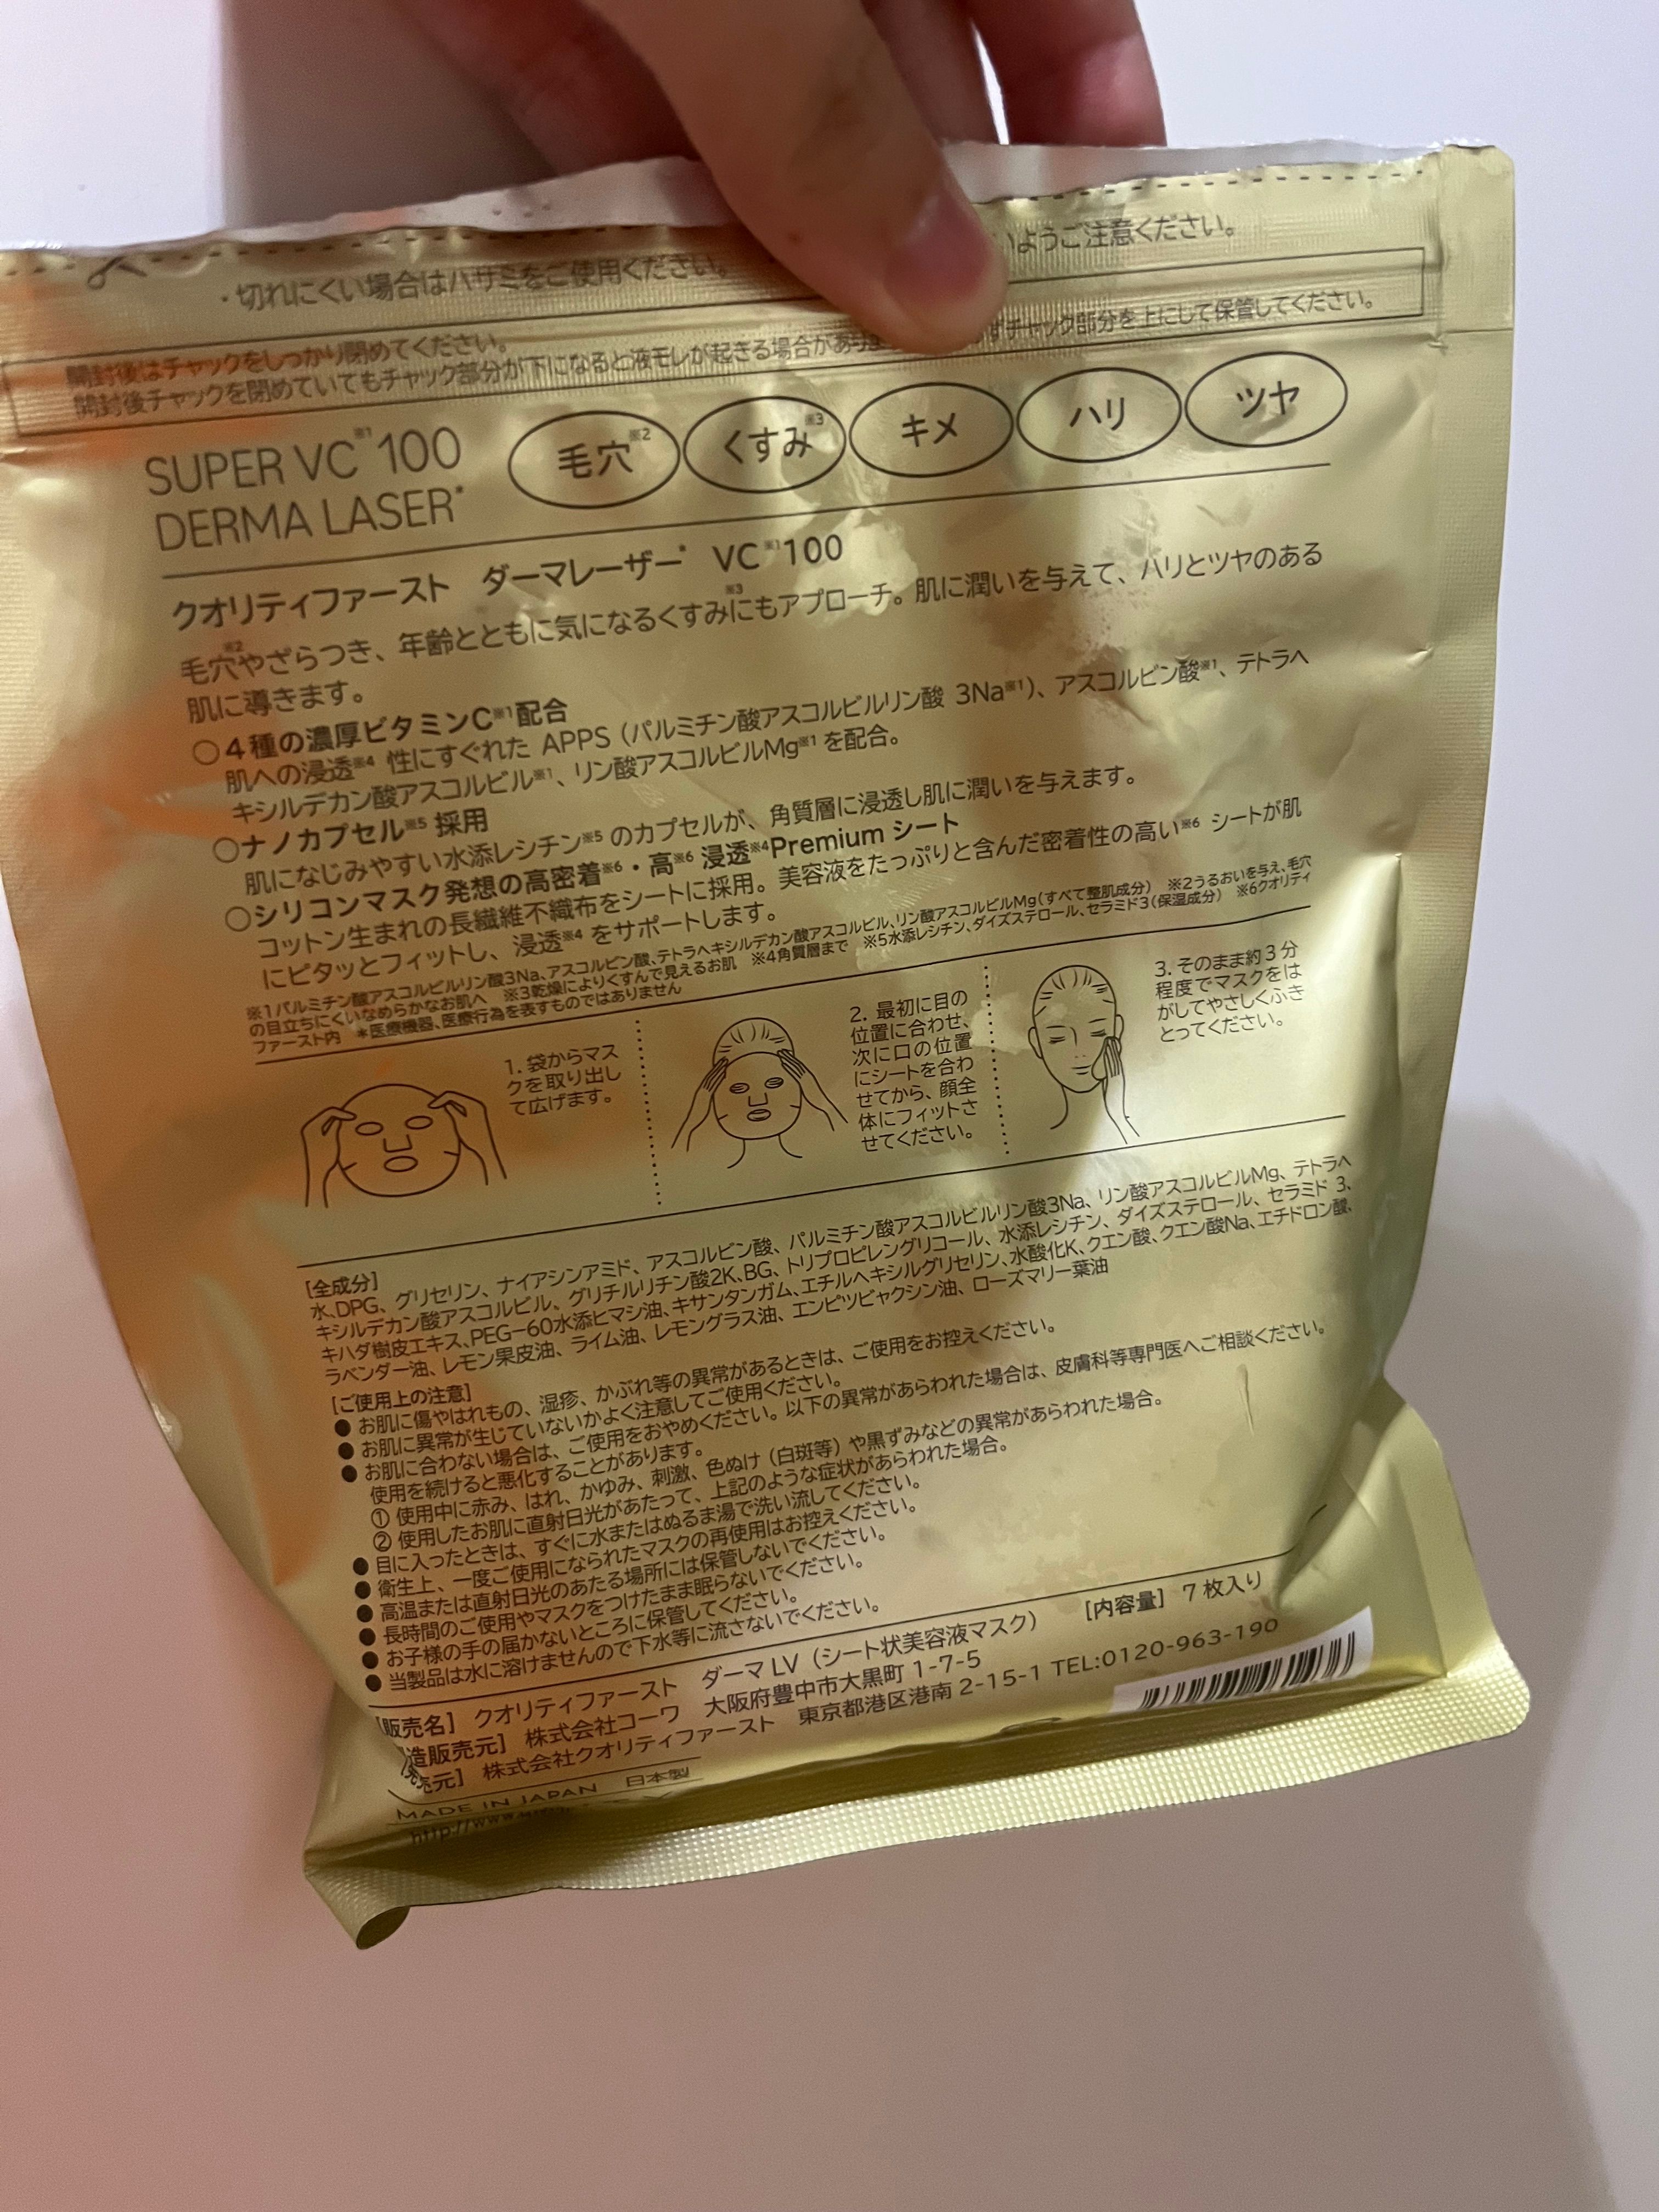 ・切れにくい場合はハサミをご使用ください。
ようご注意ください。
開封後はチャックをしっかり閉めてください。
開封後チャックを閉めていてもチャック部分が下になると液モレが起きる場合があり
チャック部分を上にして保管してください。
SUPER VC※1 100
DERMA LASER*
毛穴※2
くすみ※3
キメ
ハリ
ツヤ
クオリティファースト ダーマレーザー* VC※1 100
毛穴※2やざらつき、年齢とともに気になるくすみ※3にもアプローチ。肌に潤いを与えて、ハリとツヤのある
肌に導きます。
○4種の濃厚ビタミンC※1配合
肌への浸透※4 性にすぐれた APPS（パルミチン酸アスコルビルリン酸 3Na※1）、アスコルビン酸※1、テトラヘ
キシルデカン酸アスコルビル※1、リン酸アスコルビルMg※1 を配合。
○ナノカプセル※5 採用
肌になじみやすい水添レシチン※5 のカプセルが、角質層に浸透し肌に潤いを与えます。
○シリコンマスク発想の高密着※6・高※6 浸透※4Premium シート
コットン生まれの長繊維不織布をシートに採用。美容液をたっぷりと含んだ密着性の高い※6 シートが肌
にピタッとフィットし、浸透※4 をサポートします。
※1パルミチン酸アスコルビルリン酸3Na、アスコルビン酸、テトラヘキシルデカン酸アスコルビル、リン酸アスコルビルMg（すべて整肌成分） ※2うるおいを与え、毛穴
の目立ちにくいなめらかなお肌へ ※3乾燥によりくすんで見えるお肌 ※4角質層まで ※5水添レシチン、ダイズステロール、セラミド3（保湿成分） ※6クオリティ
ファースト内 *医療機器、医療行為を表すものではありません
1. 袋からマス
クを取り出し
て広げます。
2. 最初に目の
位置に合わせ、
次に口の位置
にシートを合わ
せてから、顔全
体にフィットさ
せてください。
3. そのまま約3分
程度でマスクをは
がしてやさしくふき
とってください。
[全成分]
水、DPG、グリセリン、ナイアシンアミド、アスコルビン酸、パルミチン酸アスコルビルリン酸3Na、リン酸アスコルビルMg、テトラヘ
キシルデカン酸アスコルビル、グリチルリチン酸2K、BG、トリプロピレングリコール、水添レシチン、ダイズステロール、セラミド 3、
キハダ樹皮エキス、PEG−60水添ヒマシ油、キサンタンガム、エチルヘキシルグリセリン、水酸化K、クエン酸、クエン酸Na、エチドロン酸、
ラベンダー油、レモン果皮油、ライム油、レモングラス油、エンピツビャクシン油、ローズマリー葉油
[ご使用上の注意]
● お肌に傷やはれもの、湿疹、かぶれ等の異常があるときは、ご使用をお控えください。
● お肌に異常が生じていないかよく注意してご使用ください。
● お肌に合わない場合は、ご使用をおやめください。以下の異常があらわれた場合は、皮膚科等専門医へご相談ください。
使用を続けると悪化することがあります。
① 使用中に赤み、はれ、かゆみ、刺激、色ぬけ（白斑等）や黒ずみなどの異常があらわれた場合。
② 使用したお肌に直射日光があたって、上記のような症状があらわれた場合。
● 目に入ったときは、すぐに水またはぬるま湯で洗い流してください。
● 衛生上、一度ご使用になられたマスクの再使用はお控えください。
● 高温または直射日光のあたる場所には保管しないでください。
● 長時間のご使用やマスクをつけたまま眠らないでください。
● お子様の手の届かないところに保管してください。
● 当製品は水に溶けませんので下水等に流さないでください。
[販売名] クオリティファースト ダーマ LV（シート状美容液マスク） [内容量] 7 枚入り
造販売元] 株式会社コーワ 大阪府豊中市大黒町 1-7-5
売元] 株式会社クオリティファースト 東京都港区港南 2-15-1 TEL:0120-963-190
MADE IN JAPAN 日本製
http://www.